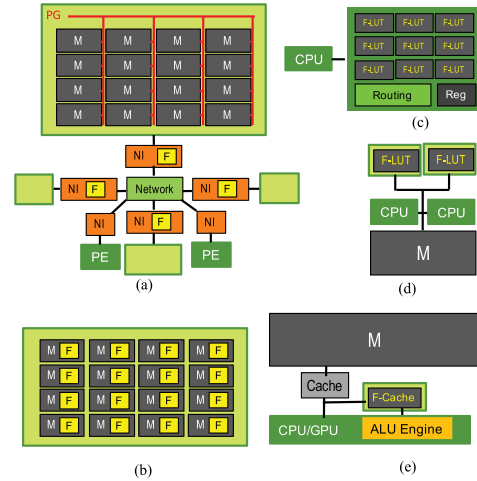 PG
M M M M
M M M M
M M M M
M M M M
NI F
NI F Network NI F
NI NI F NI
PE PE
(a)
CPU
F-LUT F-LUT F-LUT
F-LUT F-LUT F-LUT
F-LUT F-LUT F-LUT
Routing Reg
(c)
F-LUT F-LUT
CPU CPU
M
(d)
M F M F M F M F
M F M F M F M F
M F M F M F M F
M F M F M F M F
(b)
M
Cache
F-Cache
CPU/GPU ALU Engine
(e)